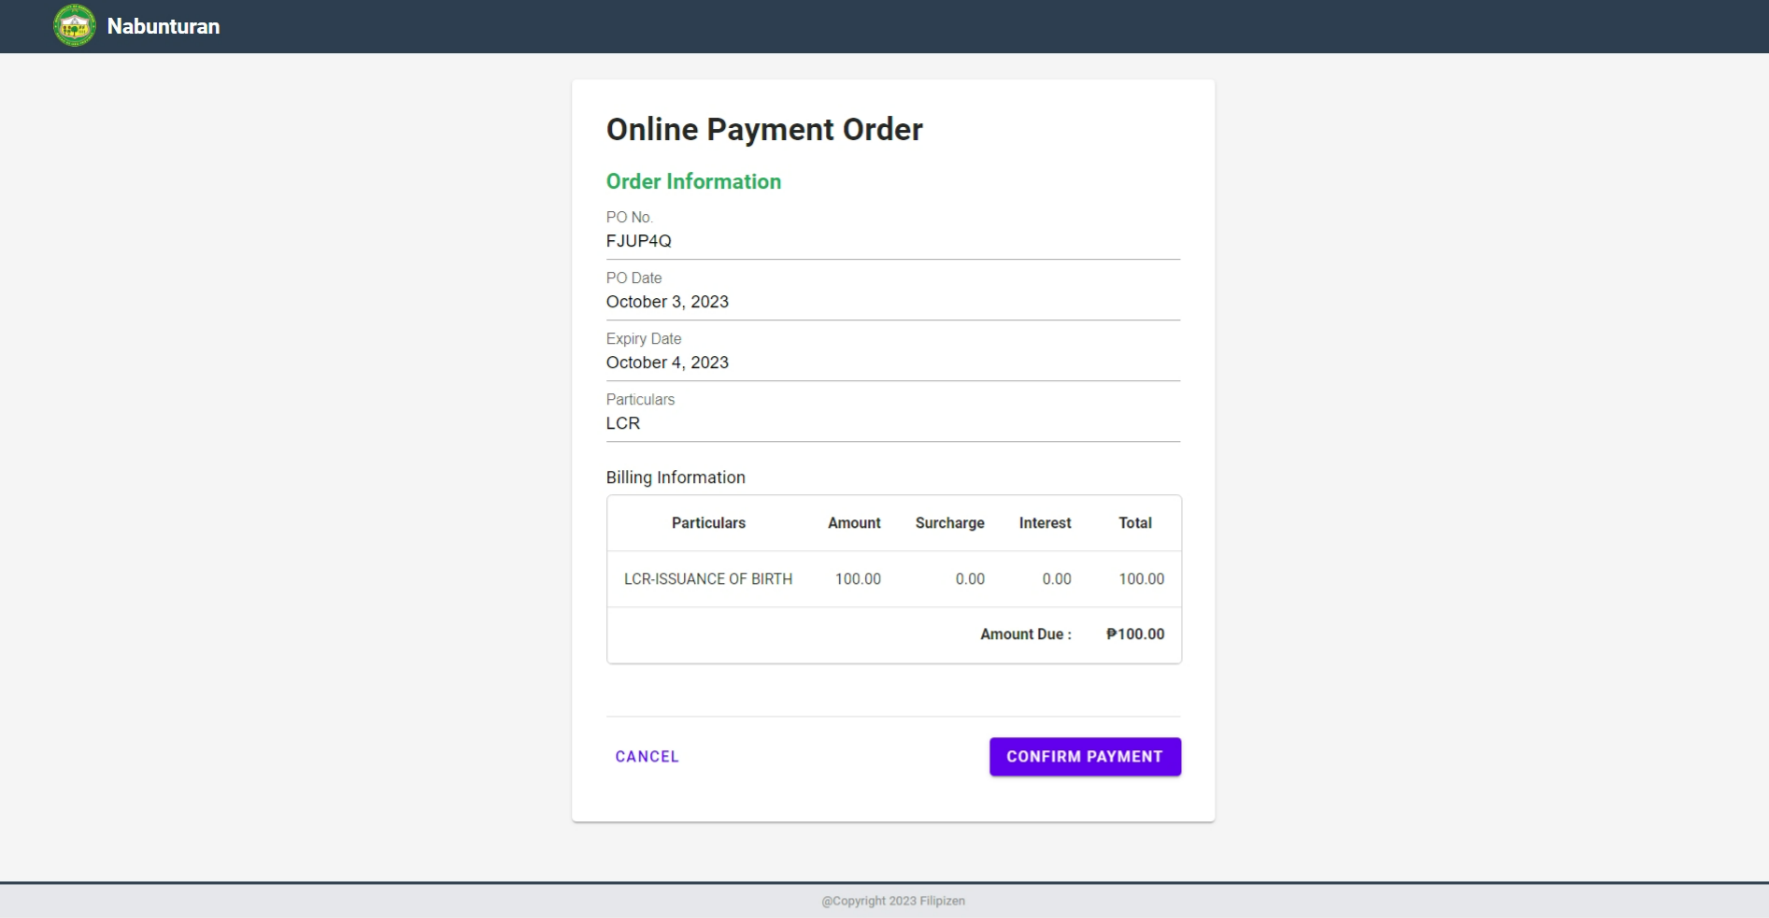 Nabunturan
Online Payment Order
Order Information
PO No.
FJUP4Q
PO Date
October 3, 2023
Expiry Date
October 4, 2023
Particulars
LCR
Billing Information
Particulars Amount Surcharge Interest Total
LCR-ISSUANCE OF BIRTH 100.00 0.00 0.00 100.00
Amount Due : ₱100.00
CANCEL CONFIRM PAYMENT
@Copyright 2023 Filipizen